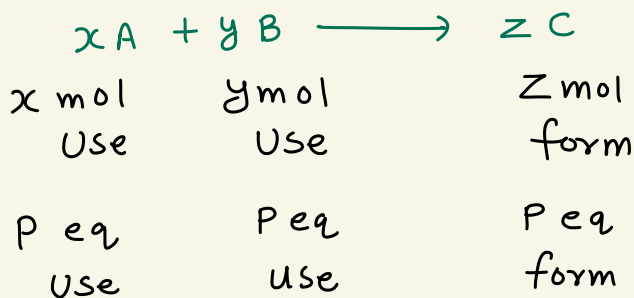 xA + yB ⟶ zC
x mol y mol z mol
use use form
P eq P eq P eq
use use form